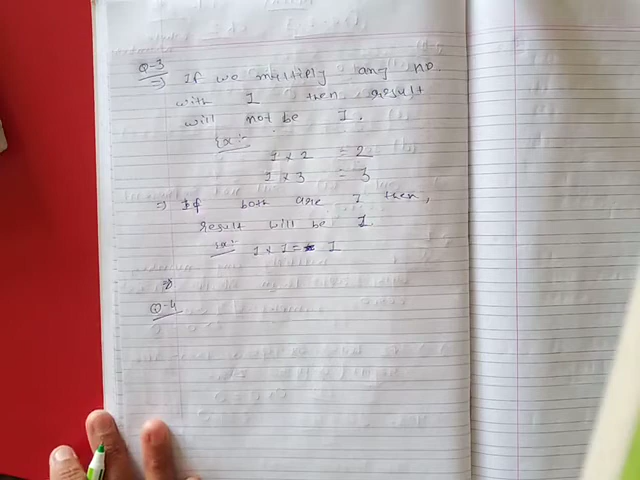 Q-3
⇒ If we multiply any no.
with 1 then result
will not be 1.
Ex:-
1 x 2 = 2
1 x 3 = 3
⇒ If both are 1 then,
result will be 1
Ex:- 1 x 1 = 1
Q-4